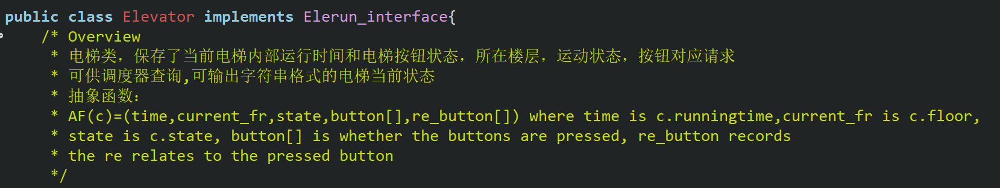 public class Elevator implements Elerun_interface{
/* Overview
* 电梯类，保存了当前电梯内部运行时间和电梯按钮状态，所在楼层，运动状态，按钮对应请求
* 可供调度器查询,可输出字符串格式的电梯当前状态
* 抽象函数：
* AF(c)=(time,current_fr,state,button[],re_button[]) where time is c.runningtime,current_fr is c.floor,
* state is c.state, button[] is whether the buttons are pressed, re_button records
* the re relates to the pressed button
*/